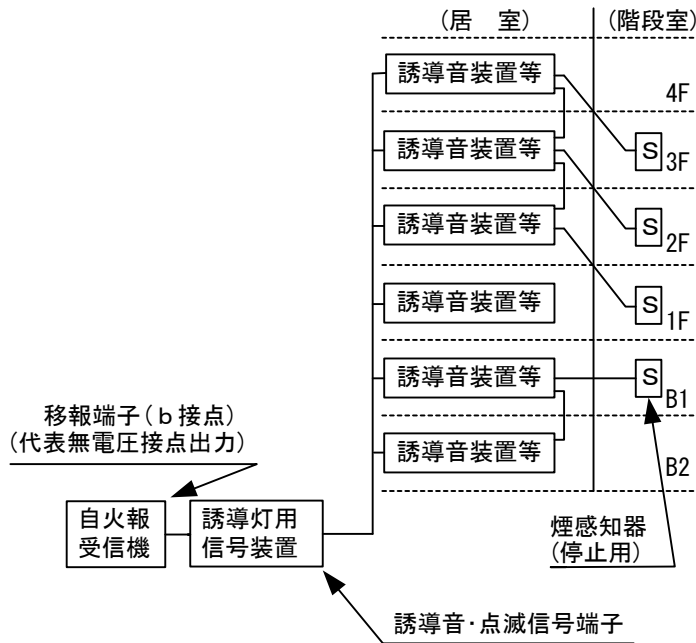 (居　室)
(階段室)
誘導音装置等
4F
誘導音装置等
S
3F
誘導音装置等
S
2F
誘導音装置等
S
1F
誘導音装置等
S
B1
誘導音装置等
B2
移報端子(b接点)
(代表無電圧接点出力)
自火報
受信機
誘導灯用
信号装置
煙感知器
(停止用)
誘導音・点滅信号端子